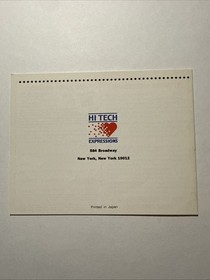 HI TECH
EXPRESSIONS
584 Broadway
New York, New York 10012
Printed in Japan